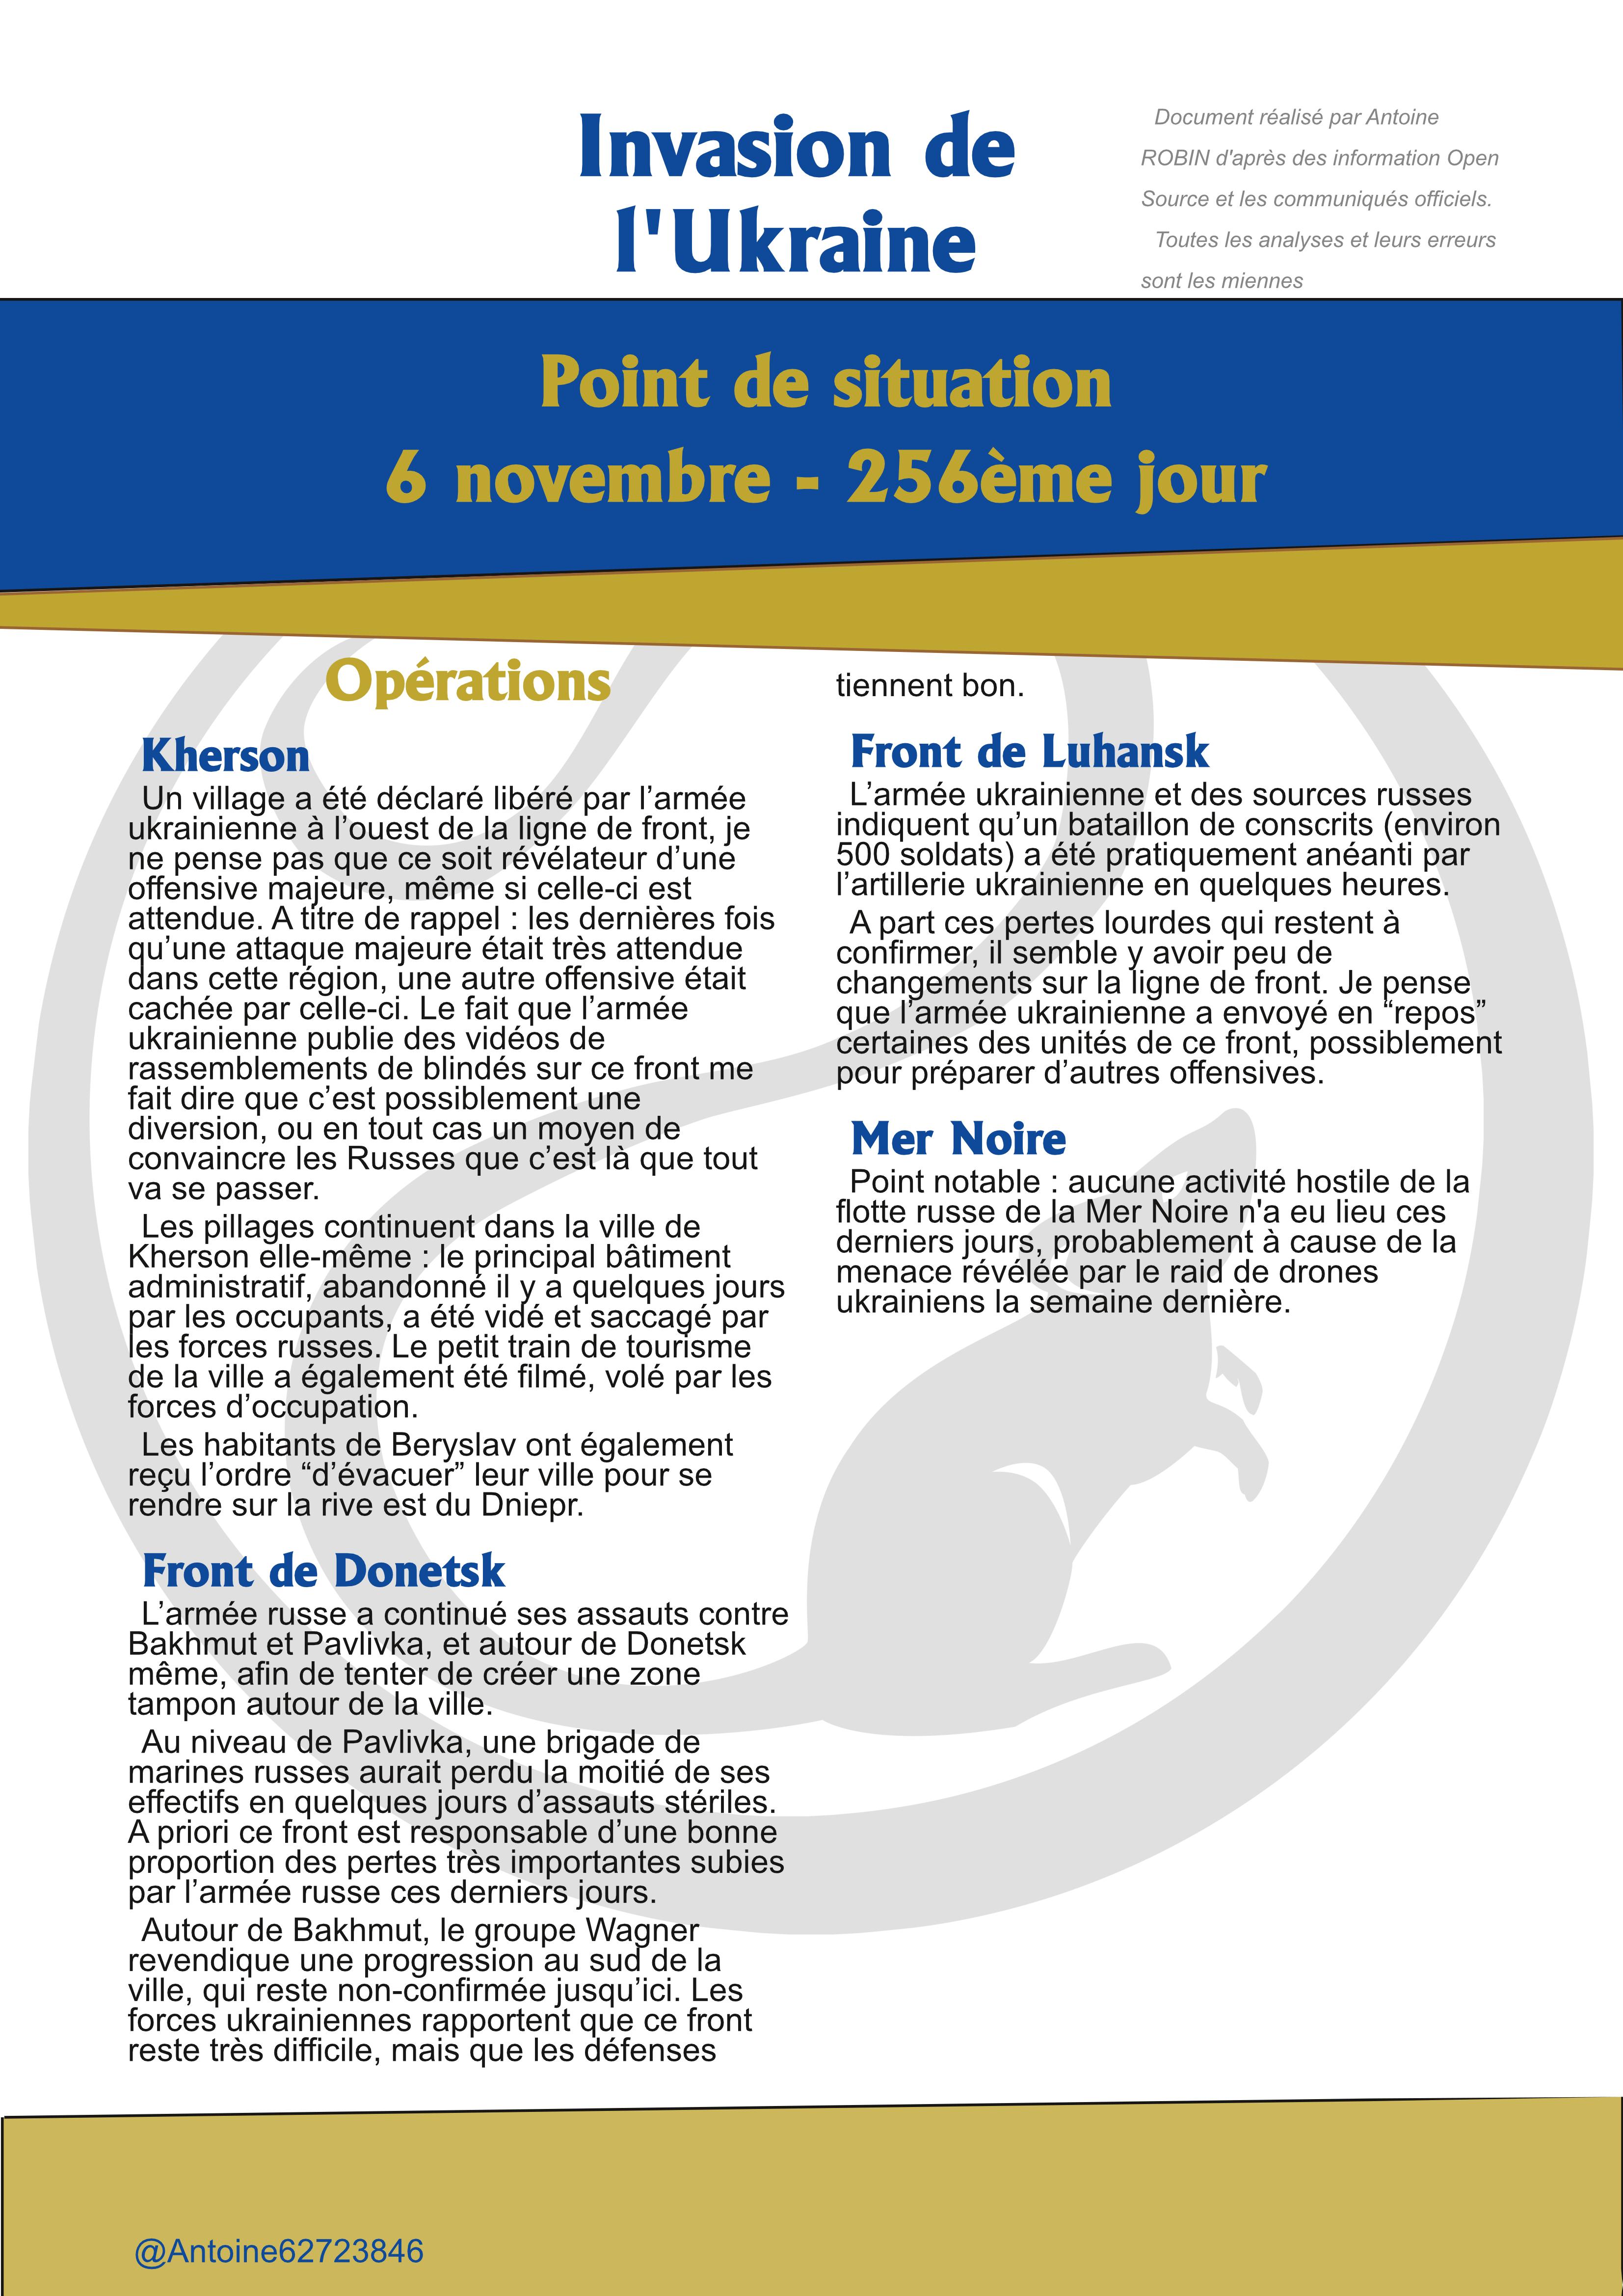 Invasion de
l'Ukraine
Document réalisé par Antoine
ROBIN d'après des information Open
Source et les communiqués officiels.
Toutes les analyses et leurs erreurs
sont les miennes
Point de situation
6 novembre - 256ème jour
Opérations
Kherson
Un village a été déclaré libéré par l’armée
ukrainienne à l’ouest de la ligne de front, je
ne pense pas que ce soit révélateur d’une
offensive majeure, même si celle-ci est
attendue. A titre de rappel : les dernières fois
qu’une attaque majeure était très attendue
dans cette région, une autre offensive était
cachée par celle-ci. Le fait que l’armée
ukrainienne publie des vidéos de
rassemblements de blindés sur ce front me
fait dire que c’est possiblement une
diversion, ou en tout cas un moyen de
convaincre les Russes que c’est là que tout
va se passer.
Les pillages continuent dans la ville de
Kherson elle-même : le principal bâtiment
administratif, abandonné il y a quelques jours
par les occupants, a été vidé et saccagé par
les forces russes. Le petit train de tourisme
de la ville a également été filmé, volé par les
forces d’occupation.
Les habitants de Beryslav ont également
reçu l’ordre “d’évacuer” leur ville pour se
rendre sur la rive est du Dniepr.
Front de Donetsk
L’armée russe a continué ses assauts contre
Bakhmut et Pavlivka, et autour de Donetsk
même, afin de tenter de créer une zone
tampon autour de la ville.
Au niveau de Pavlivka, une brigade de
marines russes aurait perdu la moitié de ses
effectifs en quelques jours d’assauts stériles.
A priori ce front est responsable d’une bonne
proportion des pertes très importantes subies
par l’armée russe ces derniers jours.
Autour de Bakhmut, le groupe Wagner
revendique une progression au sud de la
ville, qui reste non-confirmée jusqu’ici. Les
forces ukrainiennes rapportent que ce front
reste très difficile, mais que les défenses
tiennent bon.
Front de Luhansk
L’armée ukrainienne et des sources russes
indiquent qu’un bataillon de conscrits (environ
500 soldats) a été pratiquement anéanti par
l’artillerie ukrainienne en quelques heures.
A part ces pertes lourdes qui restent à
confirmer, il semble y avoir peu de
changements sur la ligne de front. Je pense
que l’armée ukrainienne a envoyé en “repos”
certaines des unités de ce front, possiblement
pour préparer d’autres offensives.
Mer Noire
Point notable : aucune activité hostile de la
flotte russe de la Mer Noire n'a eu lieu ces
derniers jours, probablement à cause de la
menace révélée par le raid de drones
ukrainiens la semaine dernière.
@Antoine62723846